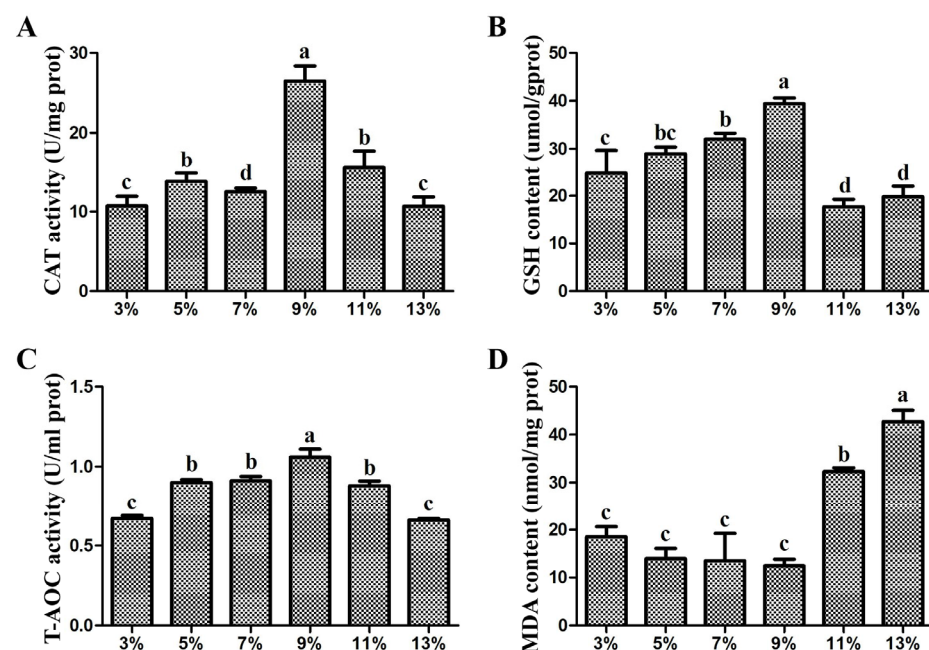 A
CAT activity (U/mg prot)
30
20
10
0
c
b
d
a
b
c
3% 5% 7% 9% 11% 13%
B
GSH content (umol/gprot)
50
40
30
20
10
0
c
bc
b
a
d
d
3% 5% 7% 9% 11% 13%
C
T-AOC activity (U/ml prot)
1.5
1.0
0.5
0.0
c
b
b
a
b
c
3% 5% 7% 9% 11% 13%
D
MDA content (nmol/mg prot)
50
40
30
20
10
0
c
c
c
c
b
a
3% 5% 7% 9% 11% 13%